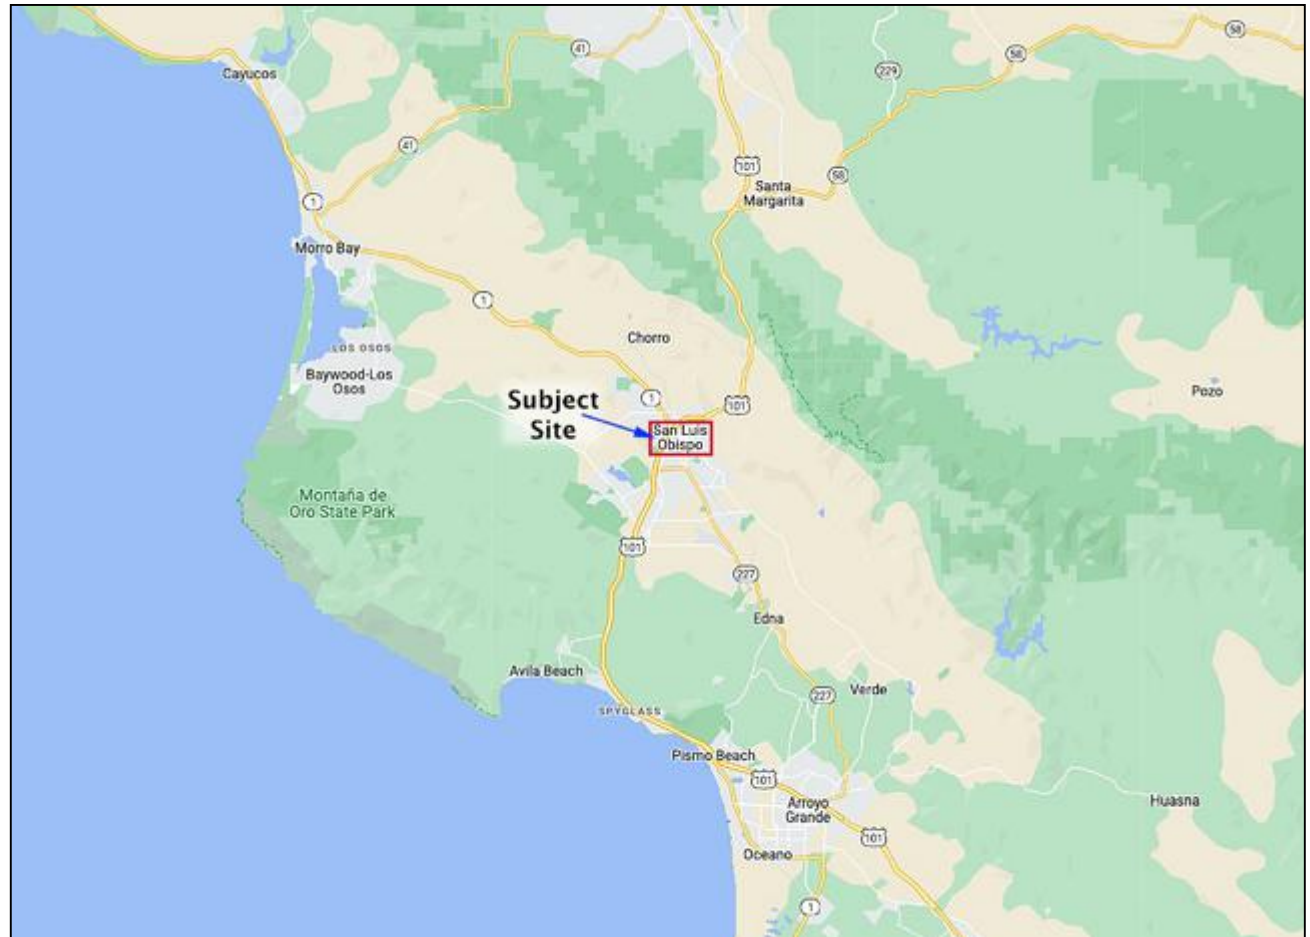 58
41
58
229
Cayucos
41
101
58
Santa
Margarita
1
Morro Bay
1
Chorro
LOS OSOS
Baywood-Los
Osos
Pozo
1
101
Subject
Site
San Luis
Obispo
Montaña de
Oro State Park
101
227
Edna
Avila Beach
227
Verde
SPYGLASS
Pismo Beach
101
Arroyo
Grande
Huasna
101
Oceano
1